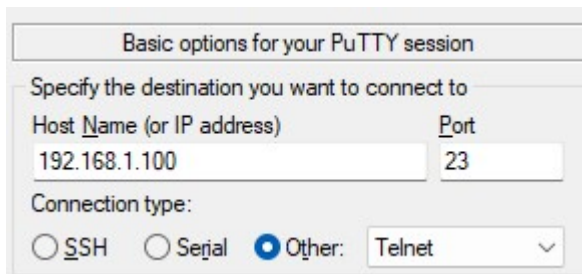 Basic options for your PuTTY session
Specify the destination you want to connect to
Host Name (or IP address) Port
192.168.1.100 23
Connection type:
SSH Serial Other: Telnet